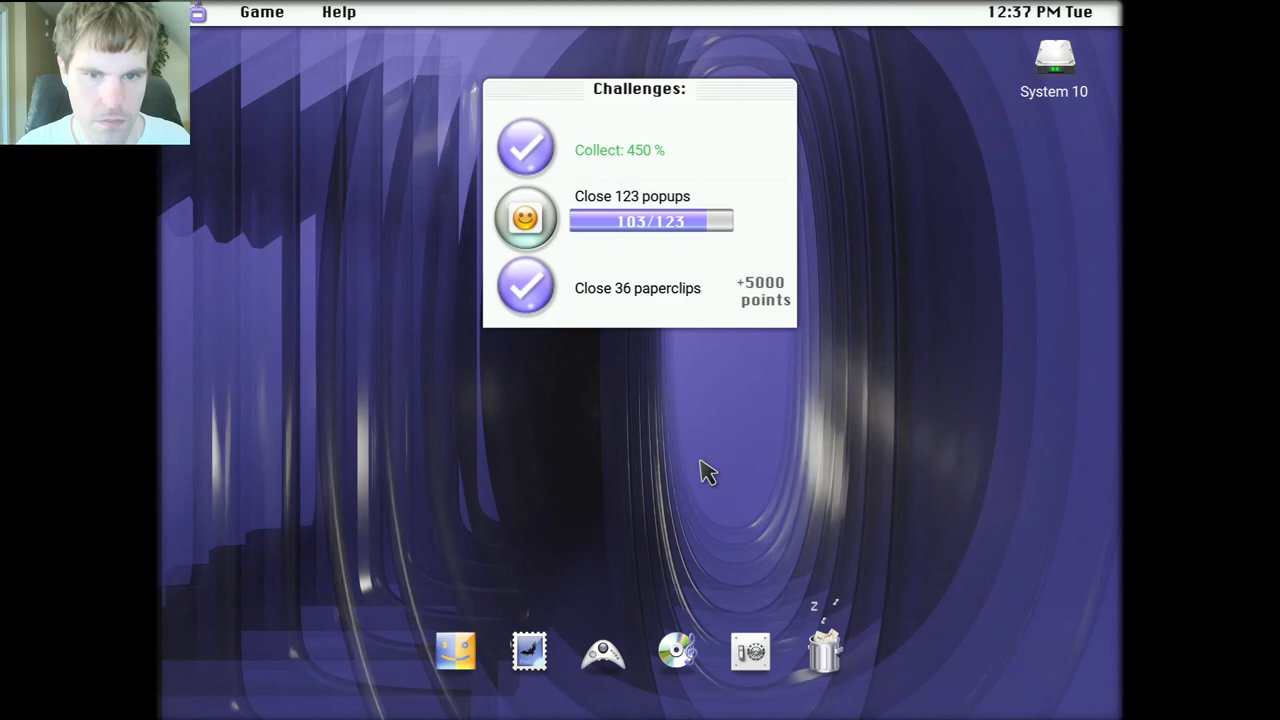 Game Help 12:37 PM Tue
System 10
Challenges:
Collect: 450 %
Close 123 popups
103/123
Close 36 paperclips
+5000
points
z